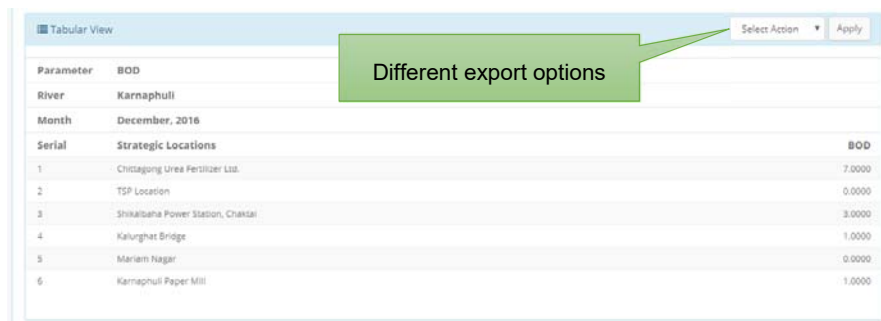 Tabular View Select Action Apply
Different export options
Parameter BOD
River Karnaphuli
Month December, 2016
Serial Strategic Locations BOD
1 Chittagong Urea Fertilizer Ltd. 7.0000
2 TSP Location 0.0000
3 Shikalbaha Power Station, Chaktai 3.0000
4 Kalurghat Bridge 1.0000
5 Mariam Nagar 0.0000
6 Karnaphuli Paper Mill 1.0000